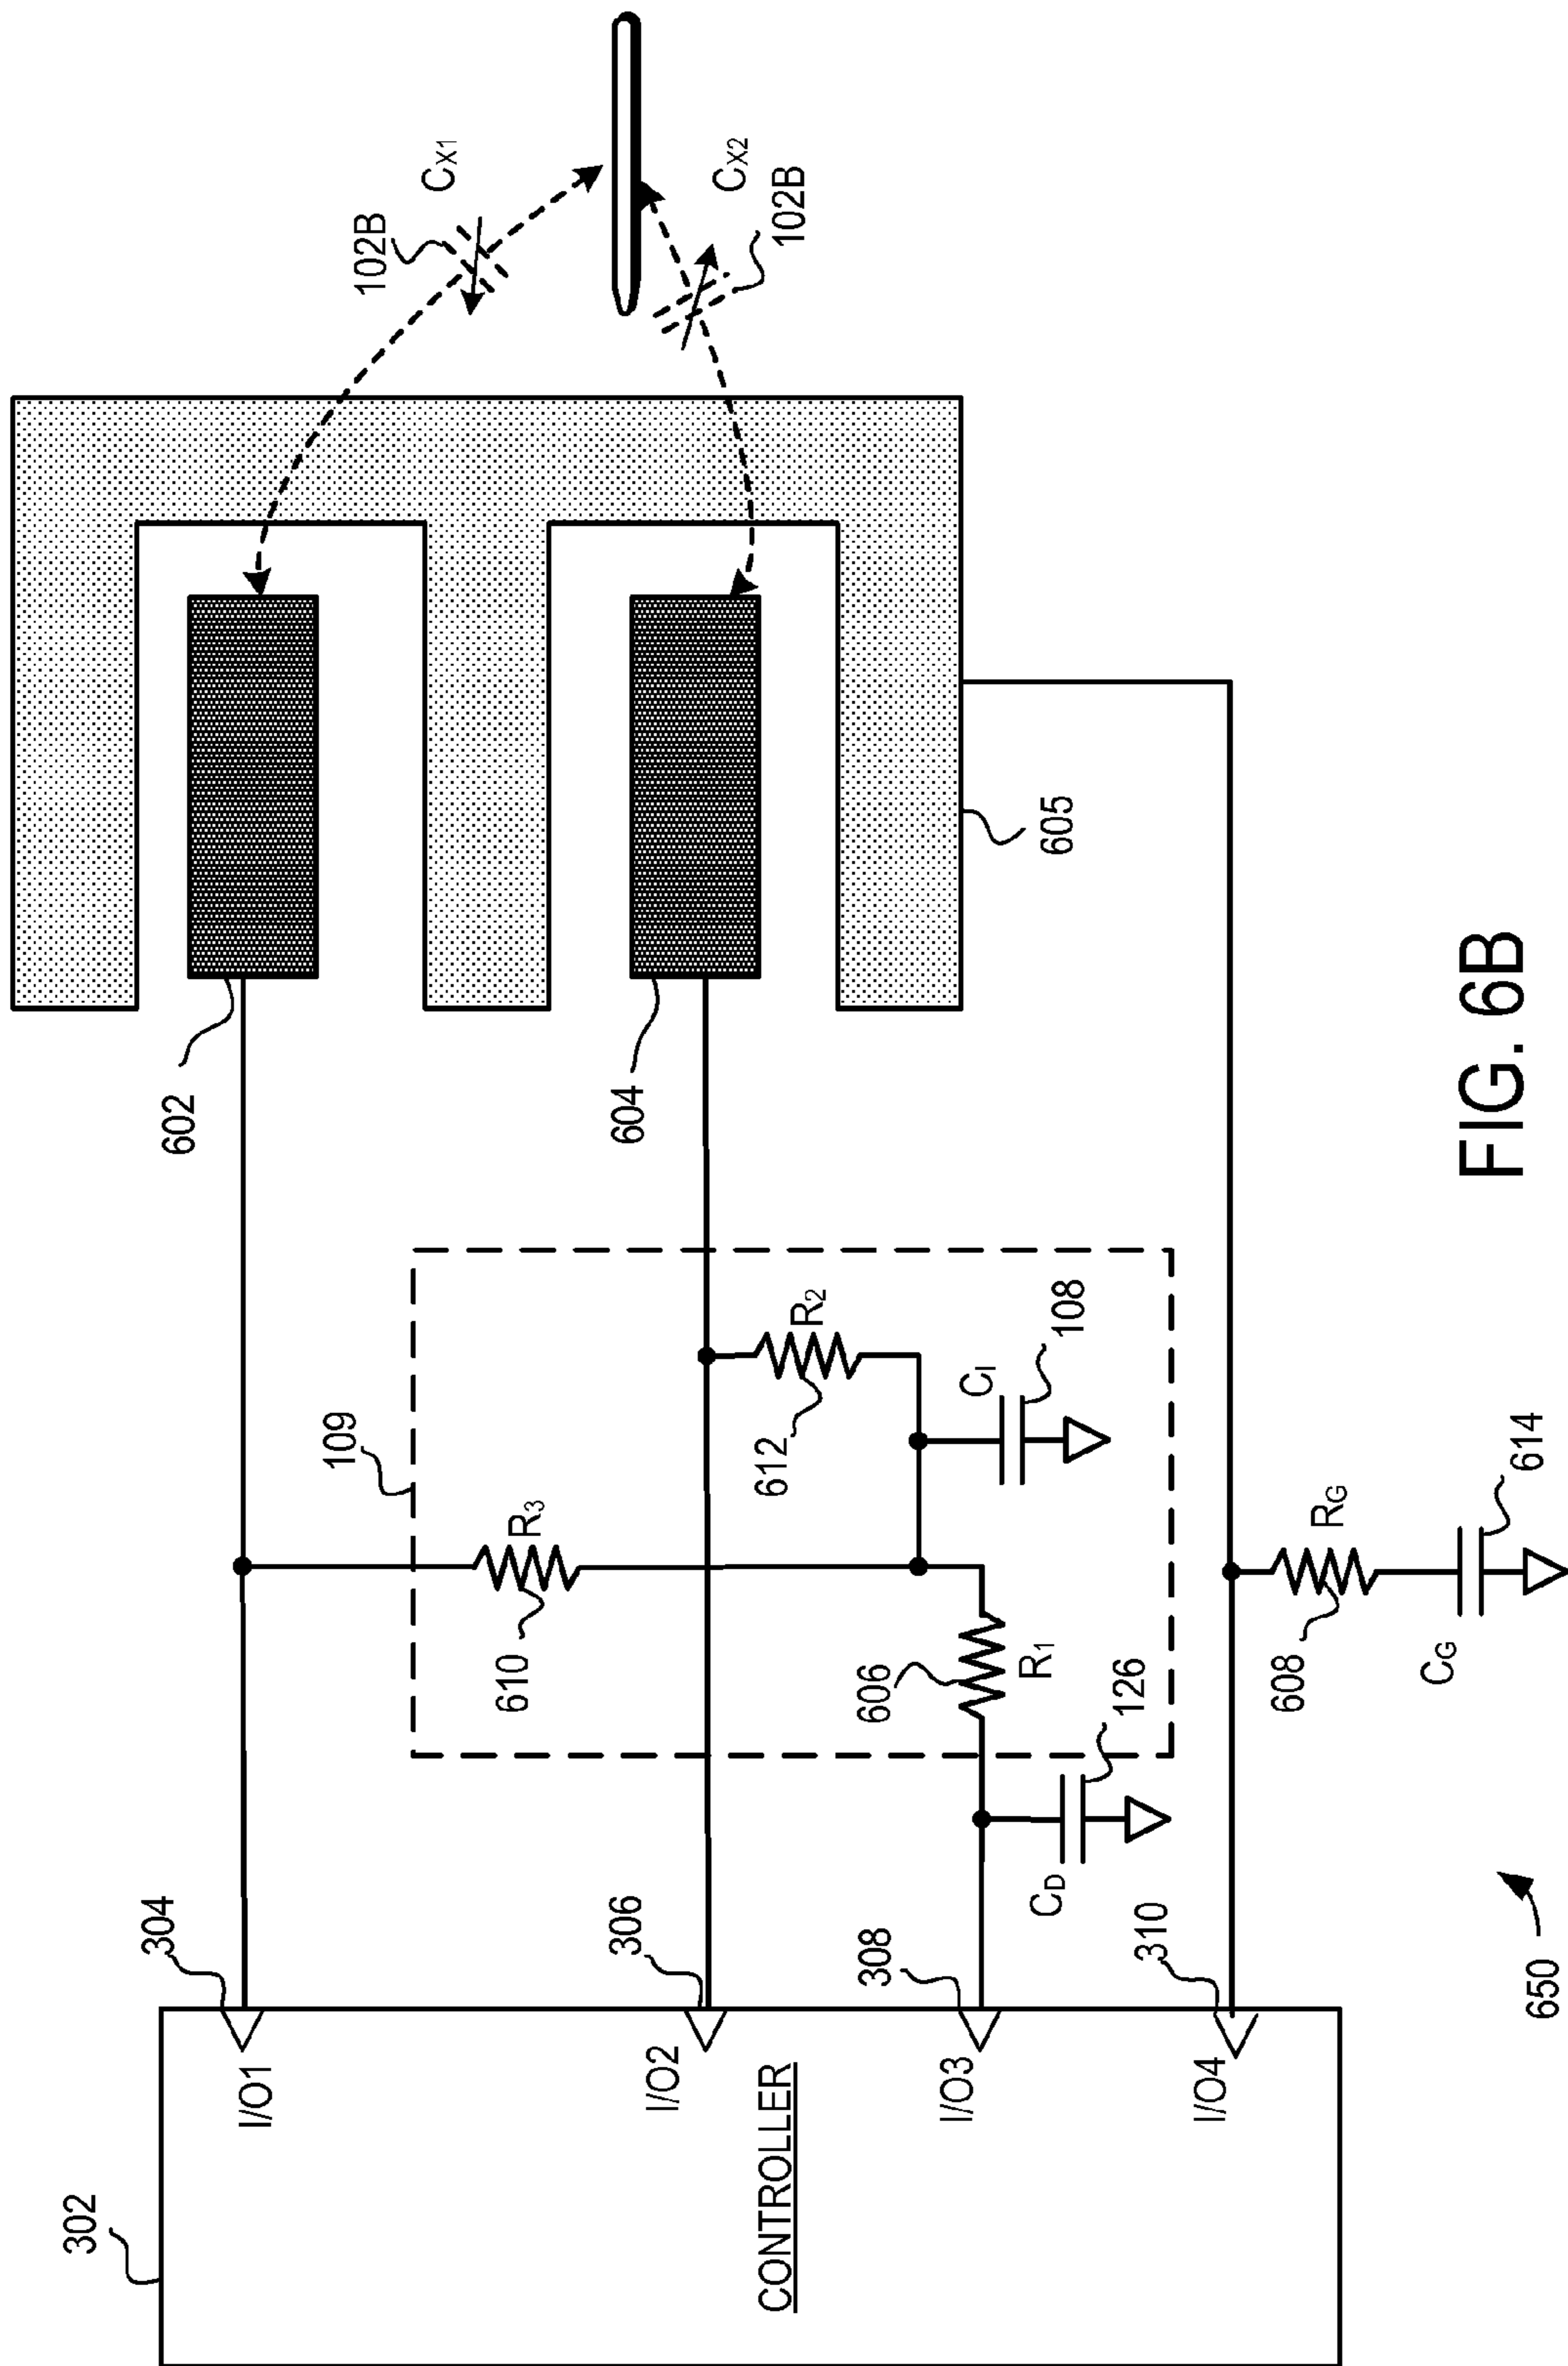 302
CONTROLLER
I/O1
I/O2
I/O3
I/O4
304
306
308
310
602
604
605
109
R3
610
R2
612
CI
108
606
R1
126
CD
RG
608
CG
614
102B
CX1
CX2
102B
650
FIG. 6B